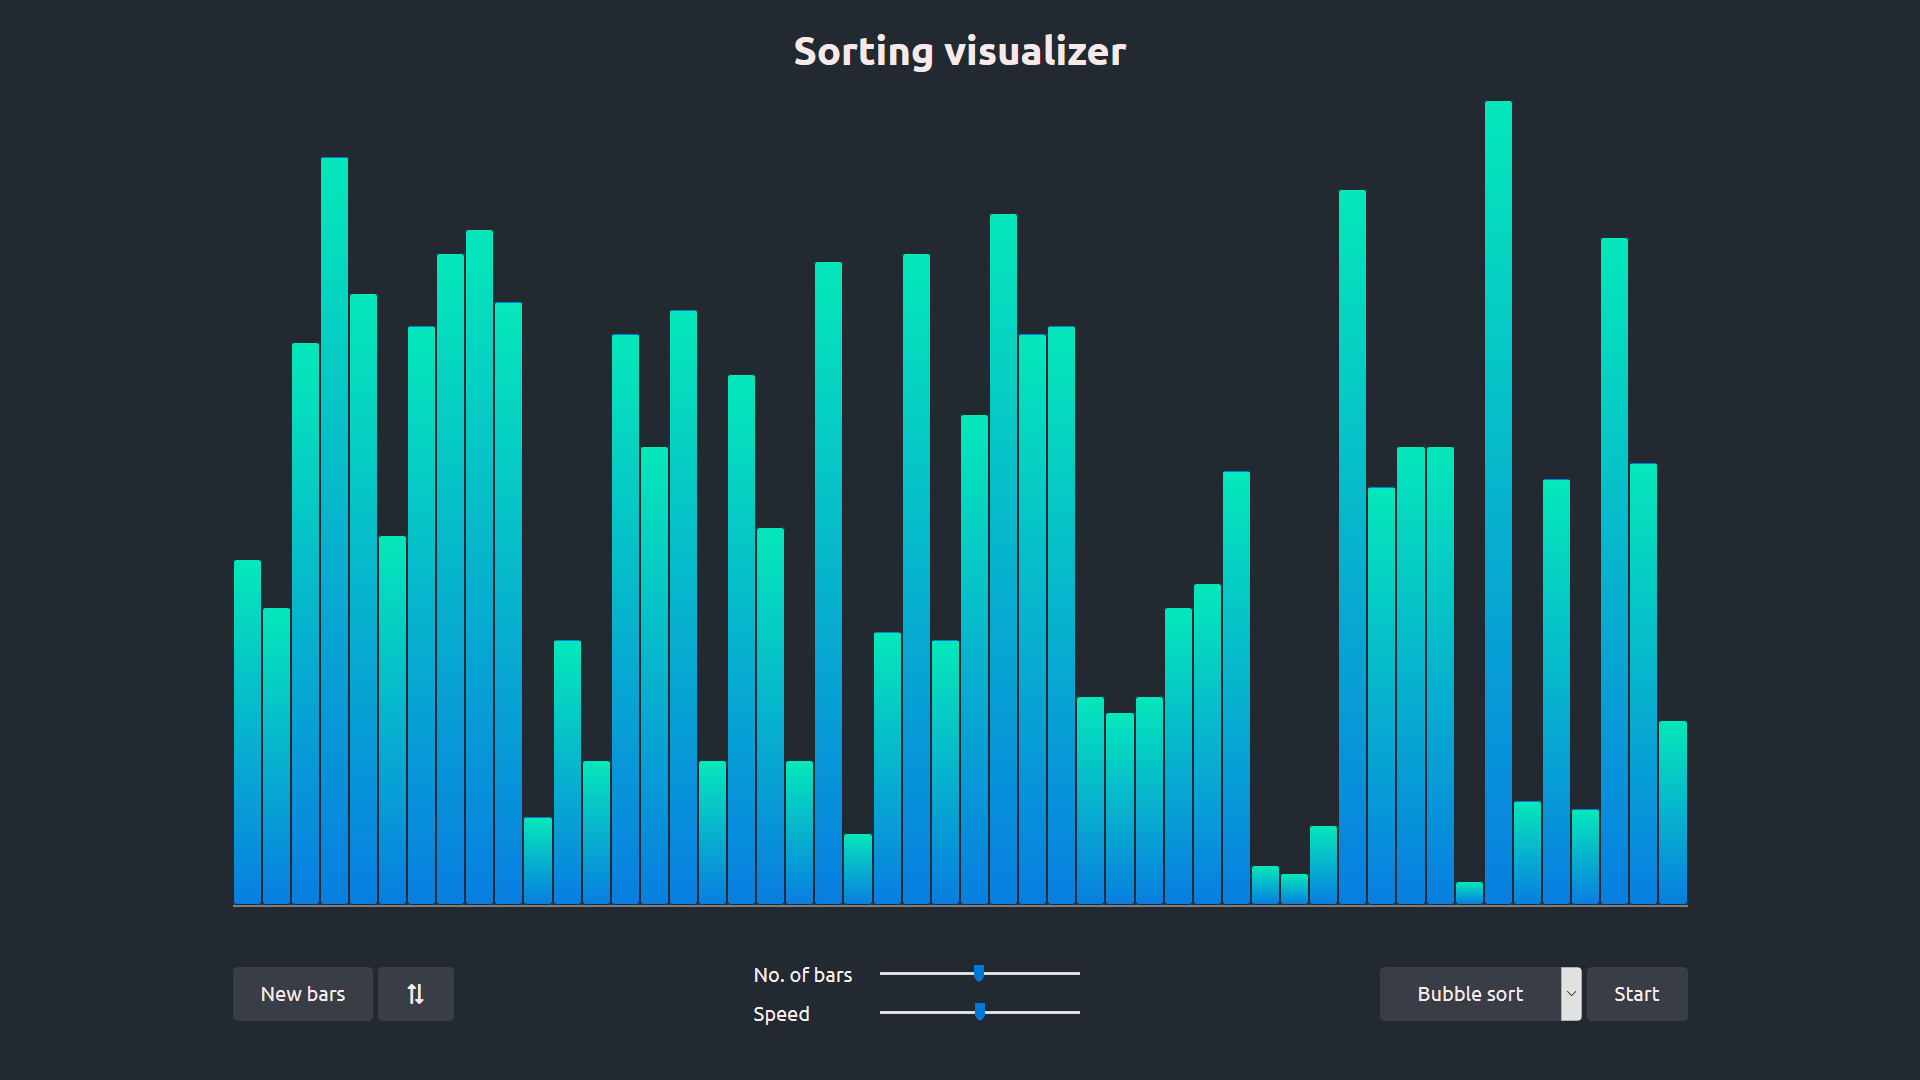 Sorting visualizer
New bars
No. of bars
Speed
Bubble sort
Start